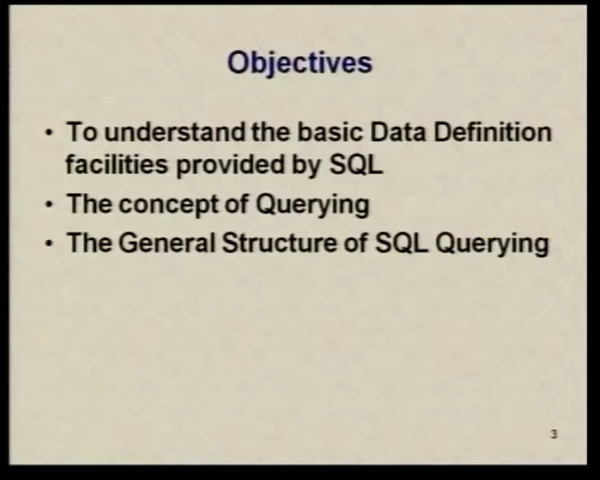 Objectives
• To understand the basic Data Definition
facilities provided by SQL
• The concept of Querying
• The General Structure of SQL Querying
3